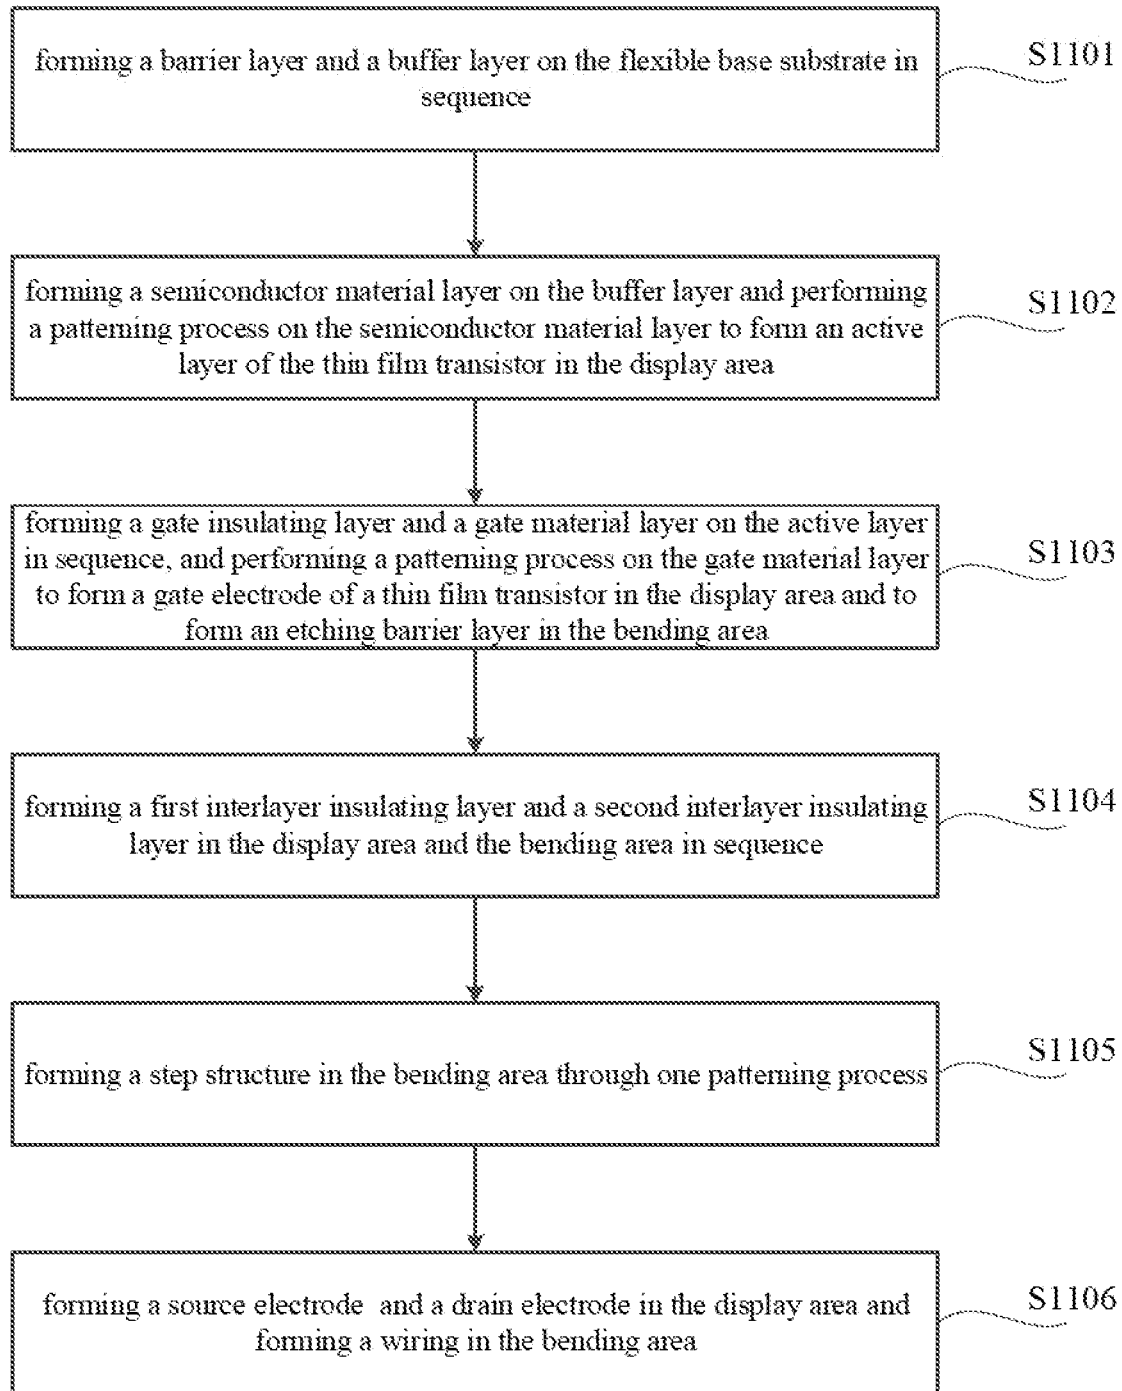 forming a barrier layer and a buffer layer on the flexible base substrate in
sequence
S1101
forming a semiconductor material layer on the buffer layer and performing
a patterning process on the semiconductor material layer to form an active
layer of the thin film transistor in the display area
S1102
forming a gate insulating layer and a gate material layer on the active layer
in sequence, and performing a patterning process on the gate material layer
to form a gate electrode of a thin film transistor in the display area and to
form an etching barrier layer in the bending area
S1103
forming a first interlayer insulating layer and a second interlayer insulating
layer in the display area and the bending area in sequence
S1104
forming a step structure in the bending area through one patterning process
S1105
forming a source electrode and a drain electrode in the display area and
forming a wiring in the bending area
S1106